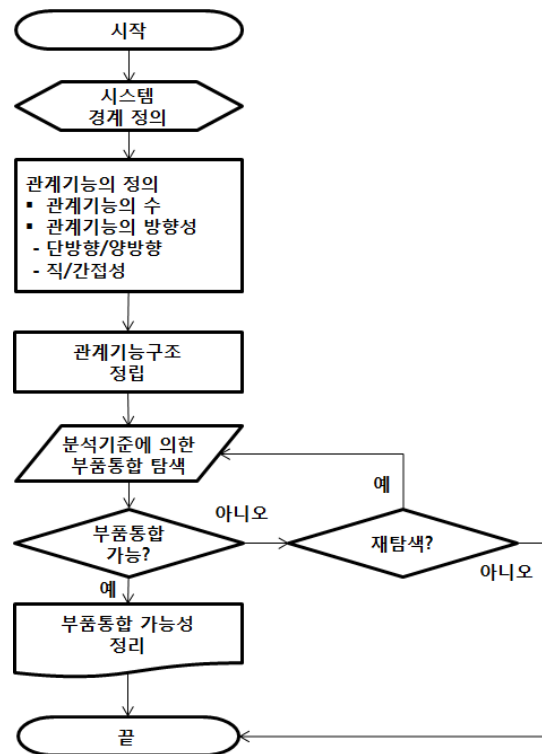 시작
시스템
경계 정의
관계기능의 정의
▪ 관계기능의 수
▪ 관계기능의 방향성
- 단방향/양방향
- 직/간접성
관계기능구조
정립
분석기준에 의한
부품통합 탐색
예
아니오
부품통합
가능?
재탐색?
아니오
예
부품통합 가능성
정리
끝